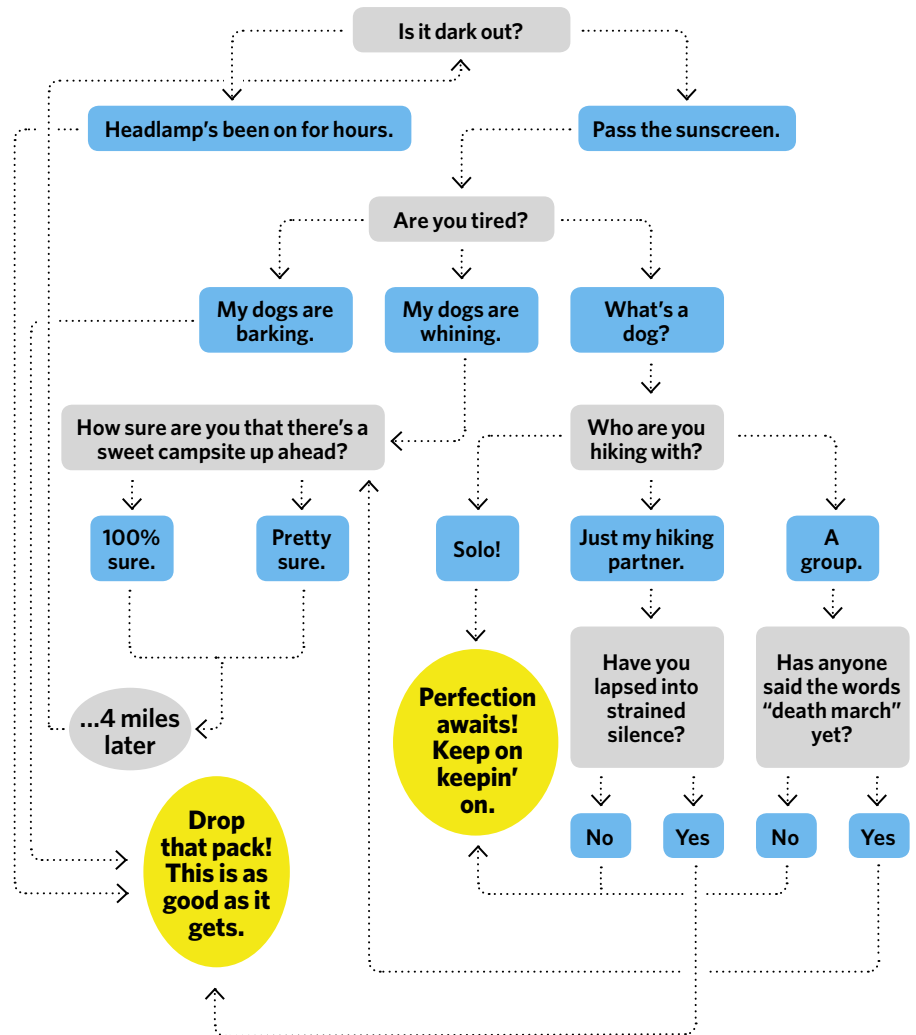 Is it dark out?
Headlamp's been on for hours.
Pass the sunscreen.
Are you tired?
My dogs are
barking.
My dogs are
whining.
What's a
dog?
How sure are you that there's a
sweet campsite up ahead?
Who are you
hiking with?
100%
sure.
Pretty
sure.
Solo!
Just my hiking
partner.
A
group.
...4 miles
later
Perfection
awaits!
Keep on
keepin'
on.
Have you
lapsed into
strained
silence?
Has anyone
said the words
“death march”
yet?
Drop
that pack!
This is as
good as it
gets.
No
Yes
No
Yes